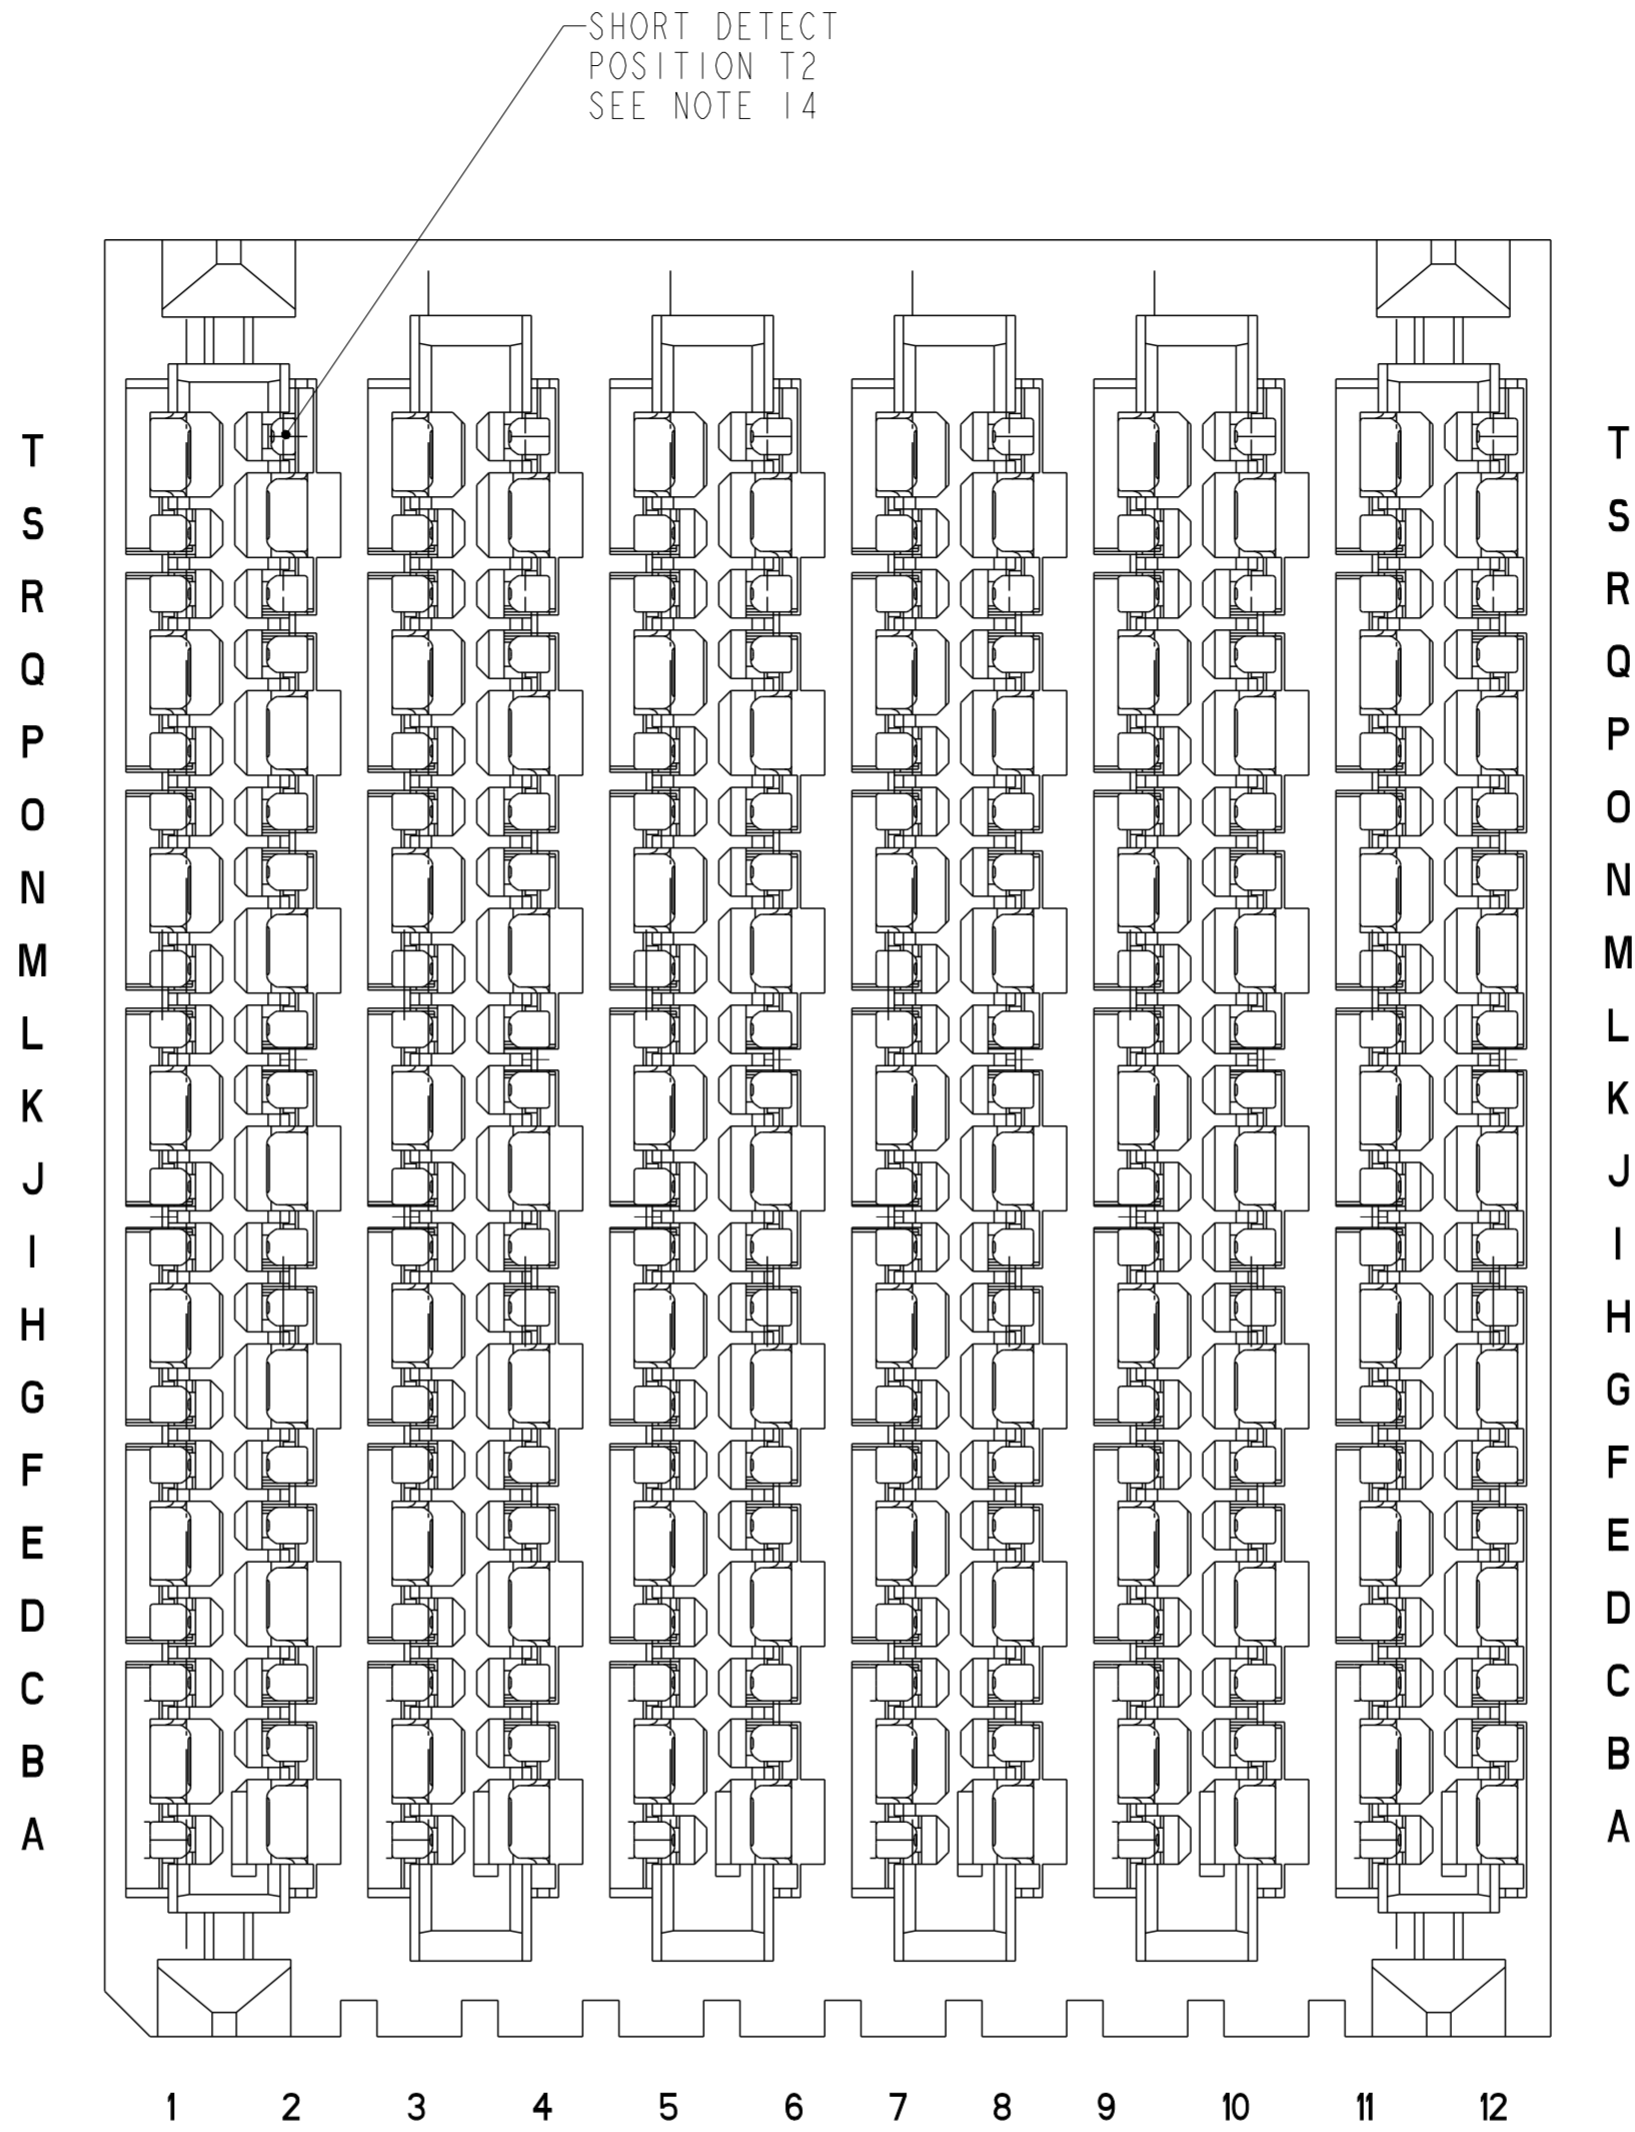 SHORT DETECT
POSITION T2
SEE NOTE 14
T T
S S
R R
Q Q
P P
O O
N N
M M
L L
K K
J J
I I
H H
G G
F F
E E
D D
C C
B B
A A
1 2 3 4 5 6 7 8 9 10 11 12